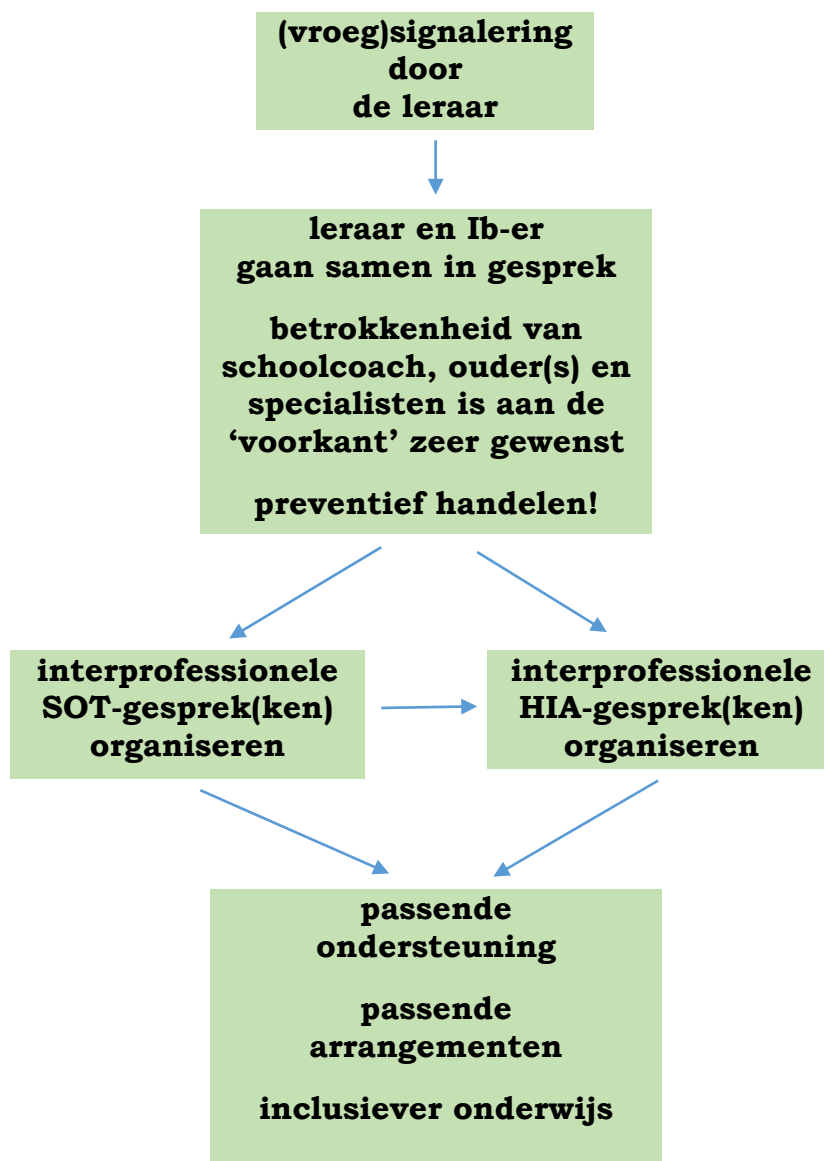 (vroeg)signalering
door
de leraar
leraar en Ib-er
gaan samen in gesprek
betrokkenheid van
schoolcoach, ouder(s) en
specialisten is aan de
‘voorkant’ zeer gewenst
preventief handelen!
interprofessionele
SOT-gesprek(ken)
organiseren
interprofessionele
HIA-gesprek(ken)
organiseren
passende
ondersteuning
passende
arrangementen
inclusiever onderwijs